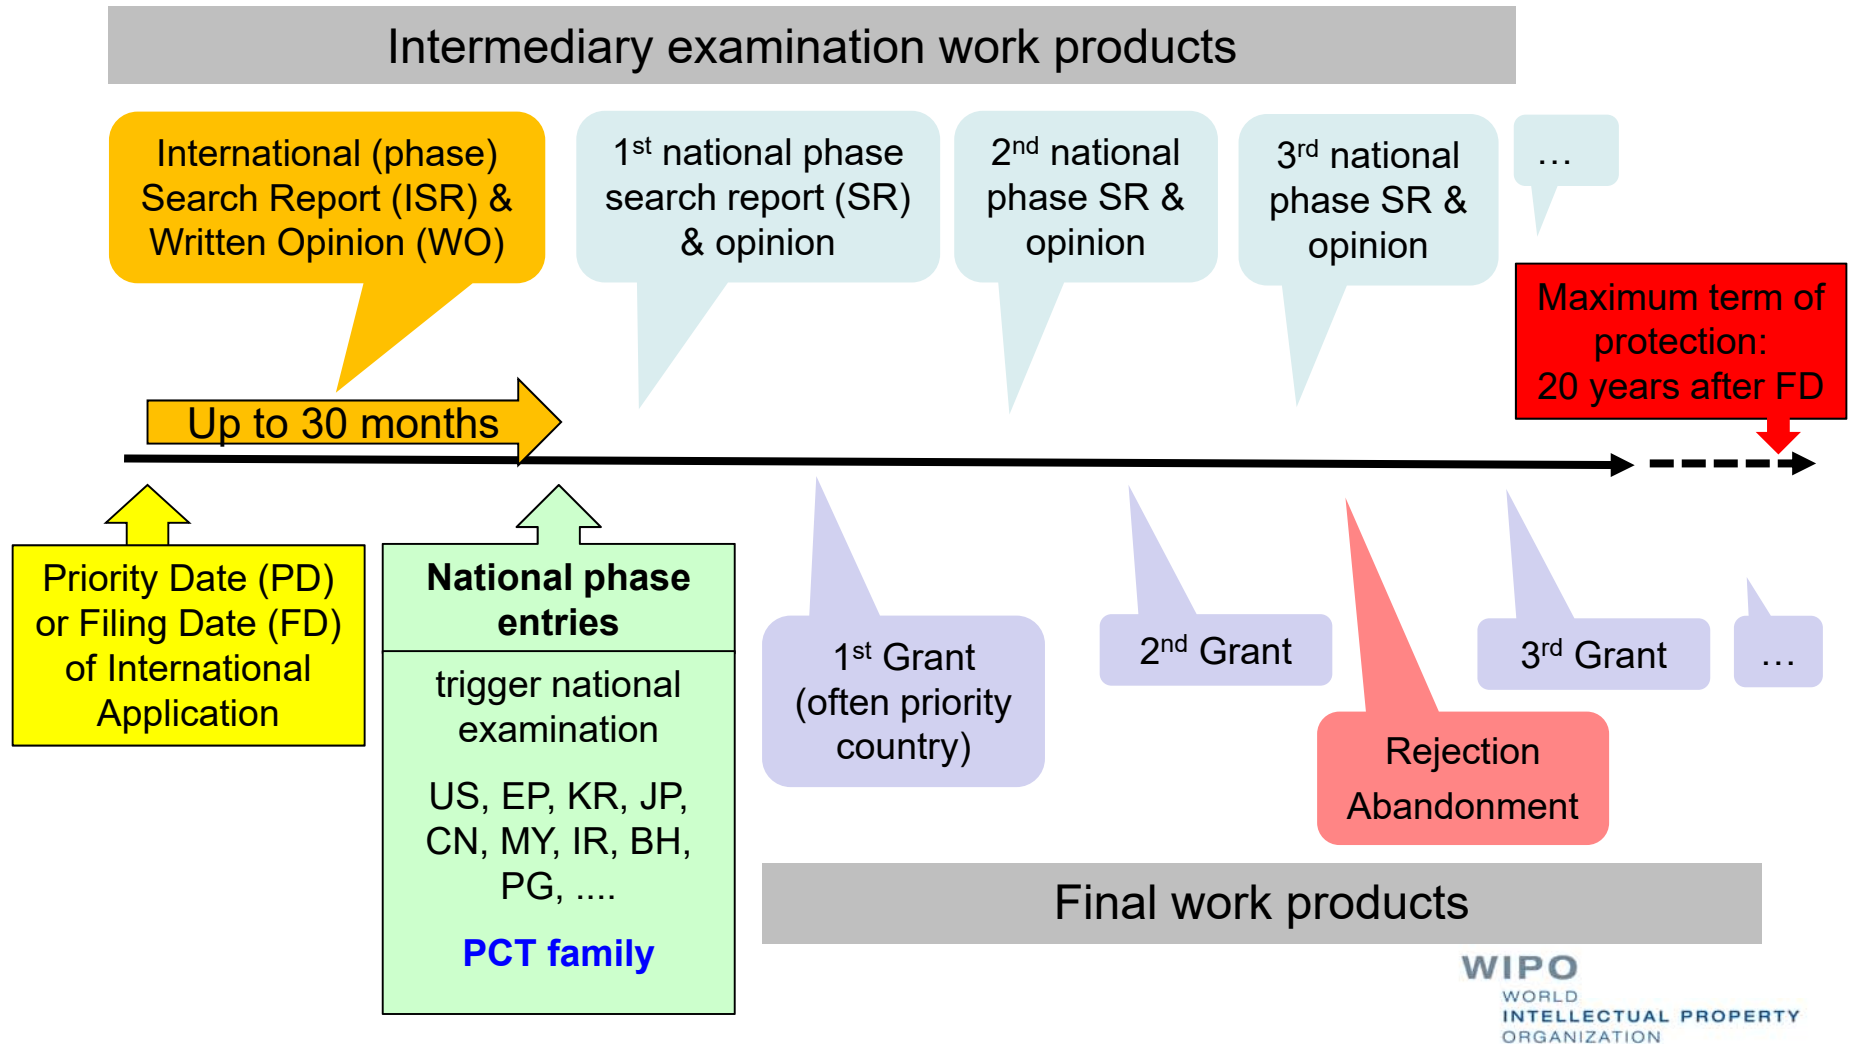 Intermediary examination work products
International (phase)
Search Report (ISR) &
Written Opinion (WO)
1st national phase
search report (SR)
& opinion
2nd national
phase SR &
opinion
3rd national
phase SR &
opinion
…
Maximum term of
protection:
20 years after FD
Up to 30 months
Priority Date (PD)
or Filing Date (FD)
of International
Application
National phase
entries
trigger national
examination
US, EP, KR, JP,
CN, MY, IR, BH,
PG, ....
PCT family
1st Grant
(often priority
country)
2nd Grant
Rejection
Abandonment
3rd Grant
…
Final work products
WIPO
WORLD
INTELLECTUAL PROPERTY
ORGANIZATION